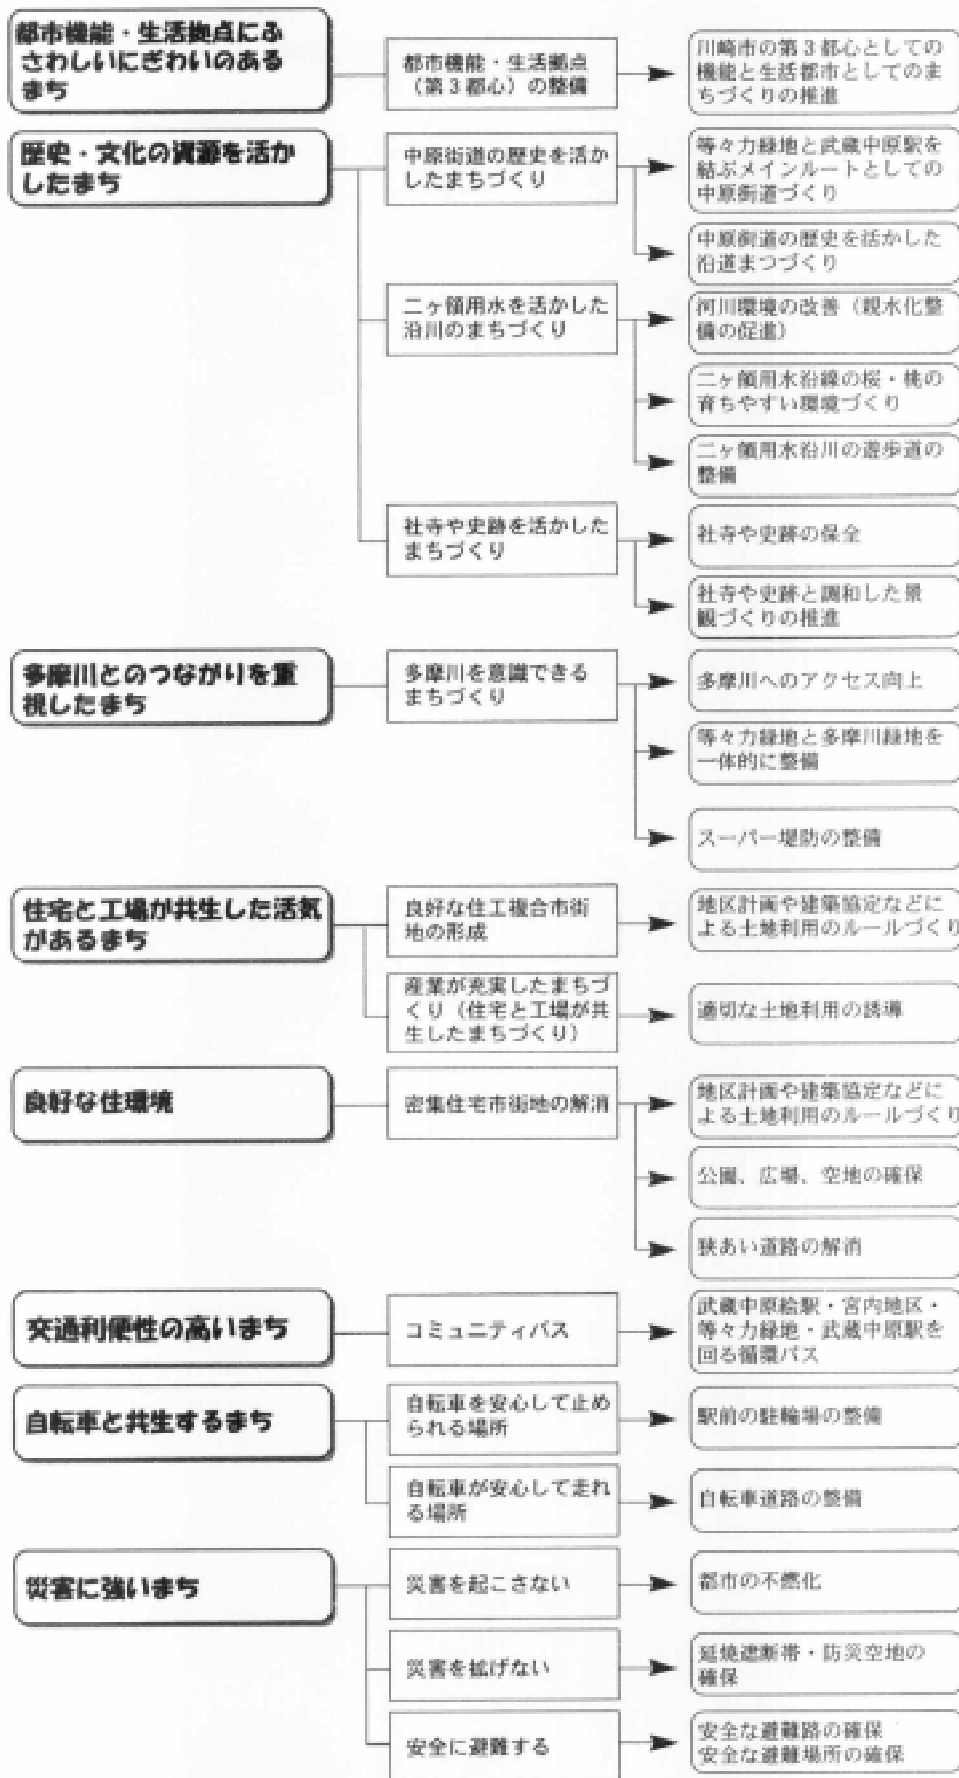 都市機能・生活拠点にふ
さわしいにぎわいのある
まち
都市機能・生活拠点
（第３都心）の整備
川崎市の第３都心としての
機能と生活都市としてのま
ちづくりの推進
歴史・文化の資源を活か
したまち
中原街道の歴史を活か
したまちづくり
等々力緑地と武蔵中原駅を
結ぶメインルートとしての
中原街道づくり
中原街道の歴史を活かした
沿道まつづくり
二ヶ領用水を活かした
沿川のまちづくり
河川環境の改善（親水化整
備の促進）
二ヶ領用水沿線の桜・桃の
育ちやすい環境づくり
二ヶ領用水沿川の遊歩道の
整備
社寺や史跡を活かした
まちづくり
社寺や史跡の保全
社寺や史跡と調和した景
観づくりの推進
多摩川とのつながりを重
視したまち
多摩川を意識できる
まちづくり
多摩川へのアクセス向上
等々力緑地と多摩川緑地を
一体的に整備
スーパー堤防の整備
住宅と工場が共生した活気
があるまち
良好な住工複合市街
地の形成
地区計画や建築協定などに
よる土地利用のルールづくり
産業が充実したまちづ
くり（住宅と工場が共
生したまちづくり）
適切な土地利用の誘導
良好な住環境
密集住宅市街地の解消
地区計画や建築協定などに
よる土地利用のルールづくり
公園、広場、空地の確保
狭あい道路の解消
交通利便性の高いまち
コミュニティバス
武蔵中原絵駅・宮内地区・
等々力緑地・武蔵中原駅を
回る循環バス
自転車と共生するまち
自転車を安心して止め
られる場所
駅前の駐輪場の整備
自転車が安心して走れ
る場所
自転車道路の整備
災害に強いまち
災害を起こさない
都市の不燃化
災害を拡げない
延焼遮断帯・防災空地の
確保
安全に避難する
安全な避難路の確保
安全な避難場所の確保